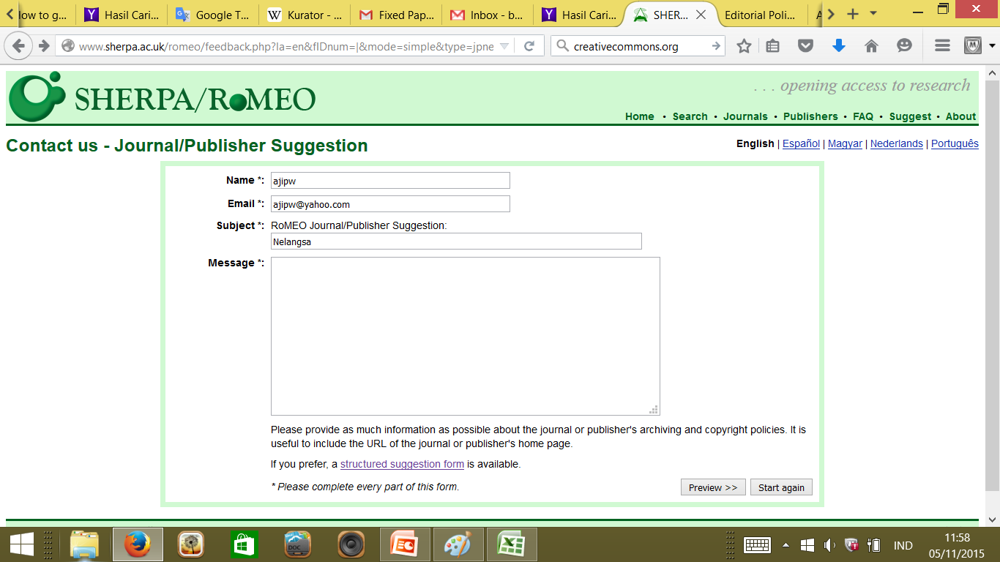 How to g...
Hasil Cari...
Google T...
Kurator - ...
Fixed Pap...
Inbox - b...
Hasil Cari...
SHER...
Editorial Poli...
www.sherpa.ac.uk/romeo/feedback.php?la=en&fIDnum=|&mode=simple&type=jpne
creativecommons.org
SHERPA/RoMEO
. . . opening access to research
Home • Search • Journals • Publishers • FAQ • Suggest • About
Contact us - Journal/Publisher Suggestion
English | Español | Magyar | Nederlands | Português
Name *: ajipw
Email *: ajipw@yahoo.com
Subject *: RoMEO Journal/Publisher Suggestion:
Nelangsa
Message *:
Please provide as much information as possible about the journal or publisher's archiving and copyright policies. It is
useful to include the URL of the journal or publisher's home page.
If you prefer, a structured suggestion form is available.
* Please complete every part of this form.
Preview >> Start again
DOC
IND
11:58
05/11/2015